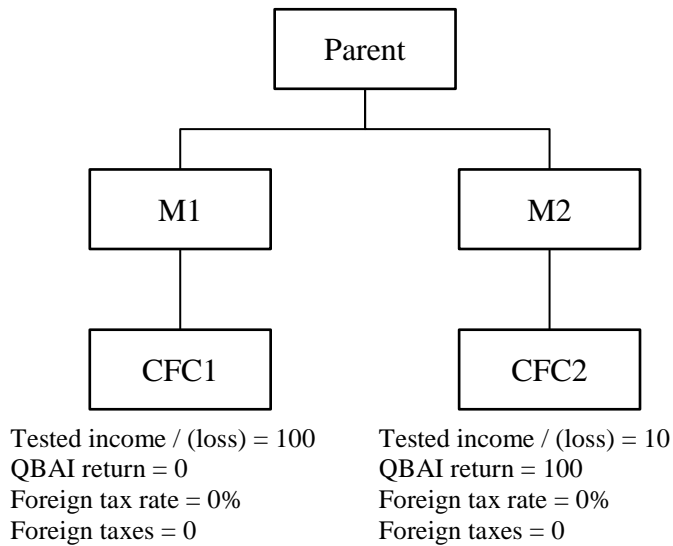 Parent
M1
M2
CFC1
CFC2
Tested income / (loss) = 100
QBAI return = 0
Foreign tax rate = 0%
Foreign taxes = 0
Tested income / (loss) = 10
QBAI return = 100
Foreign tax rate = 0%
Foreign taxes = 0